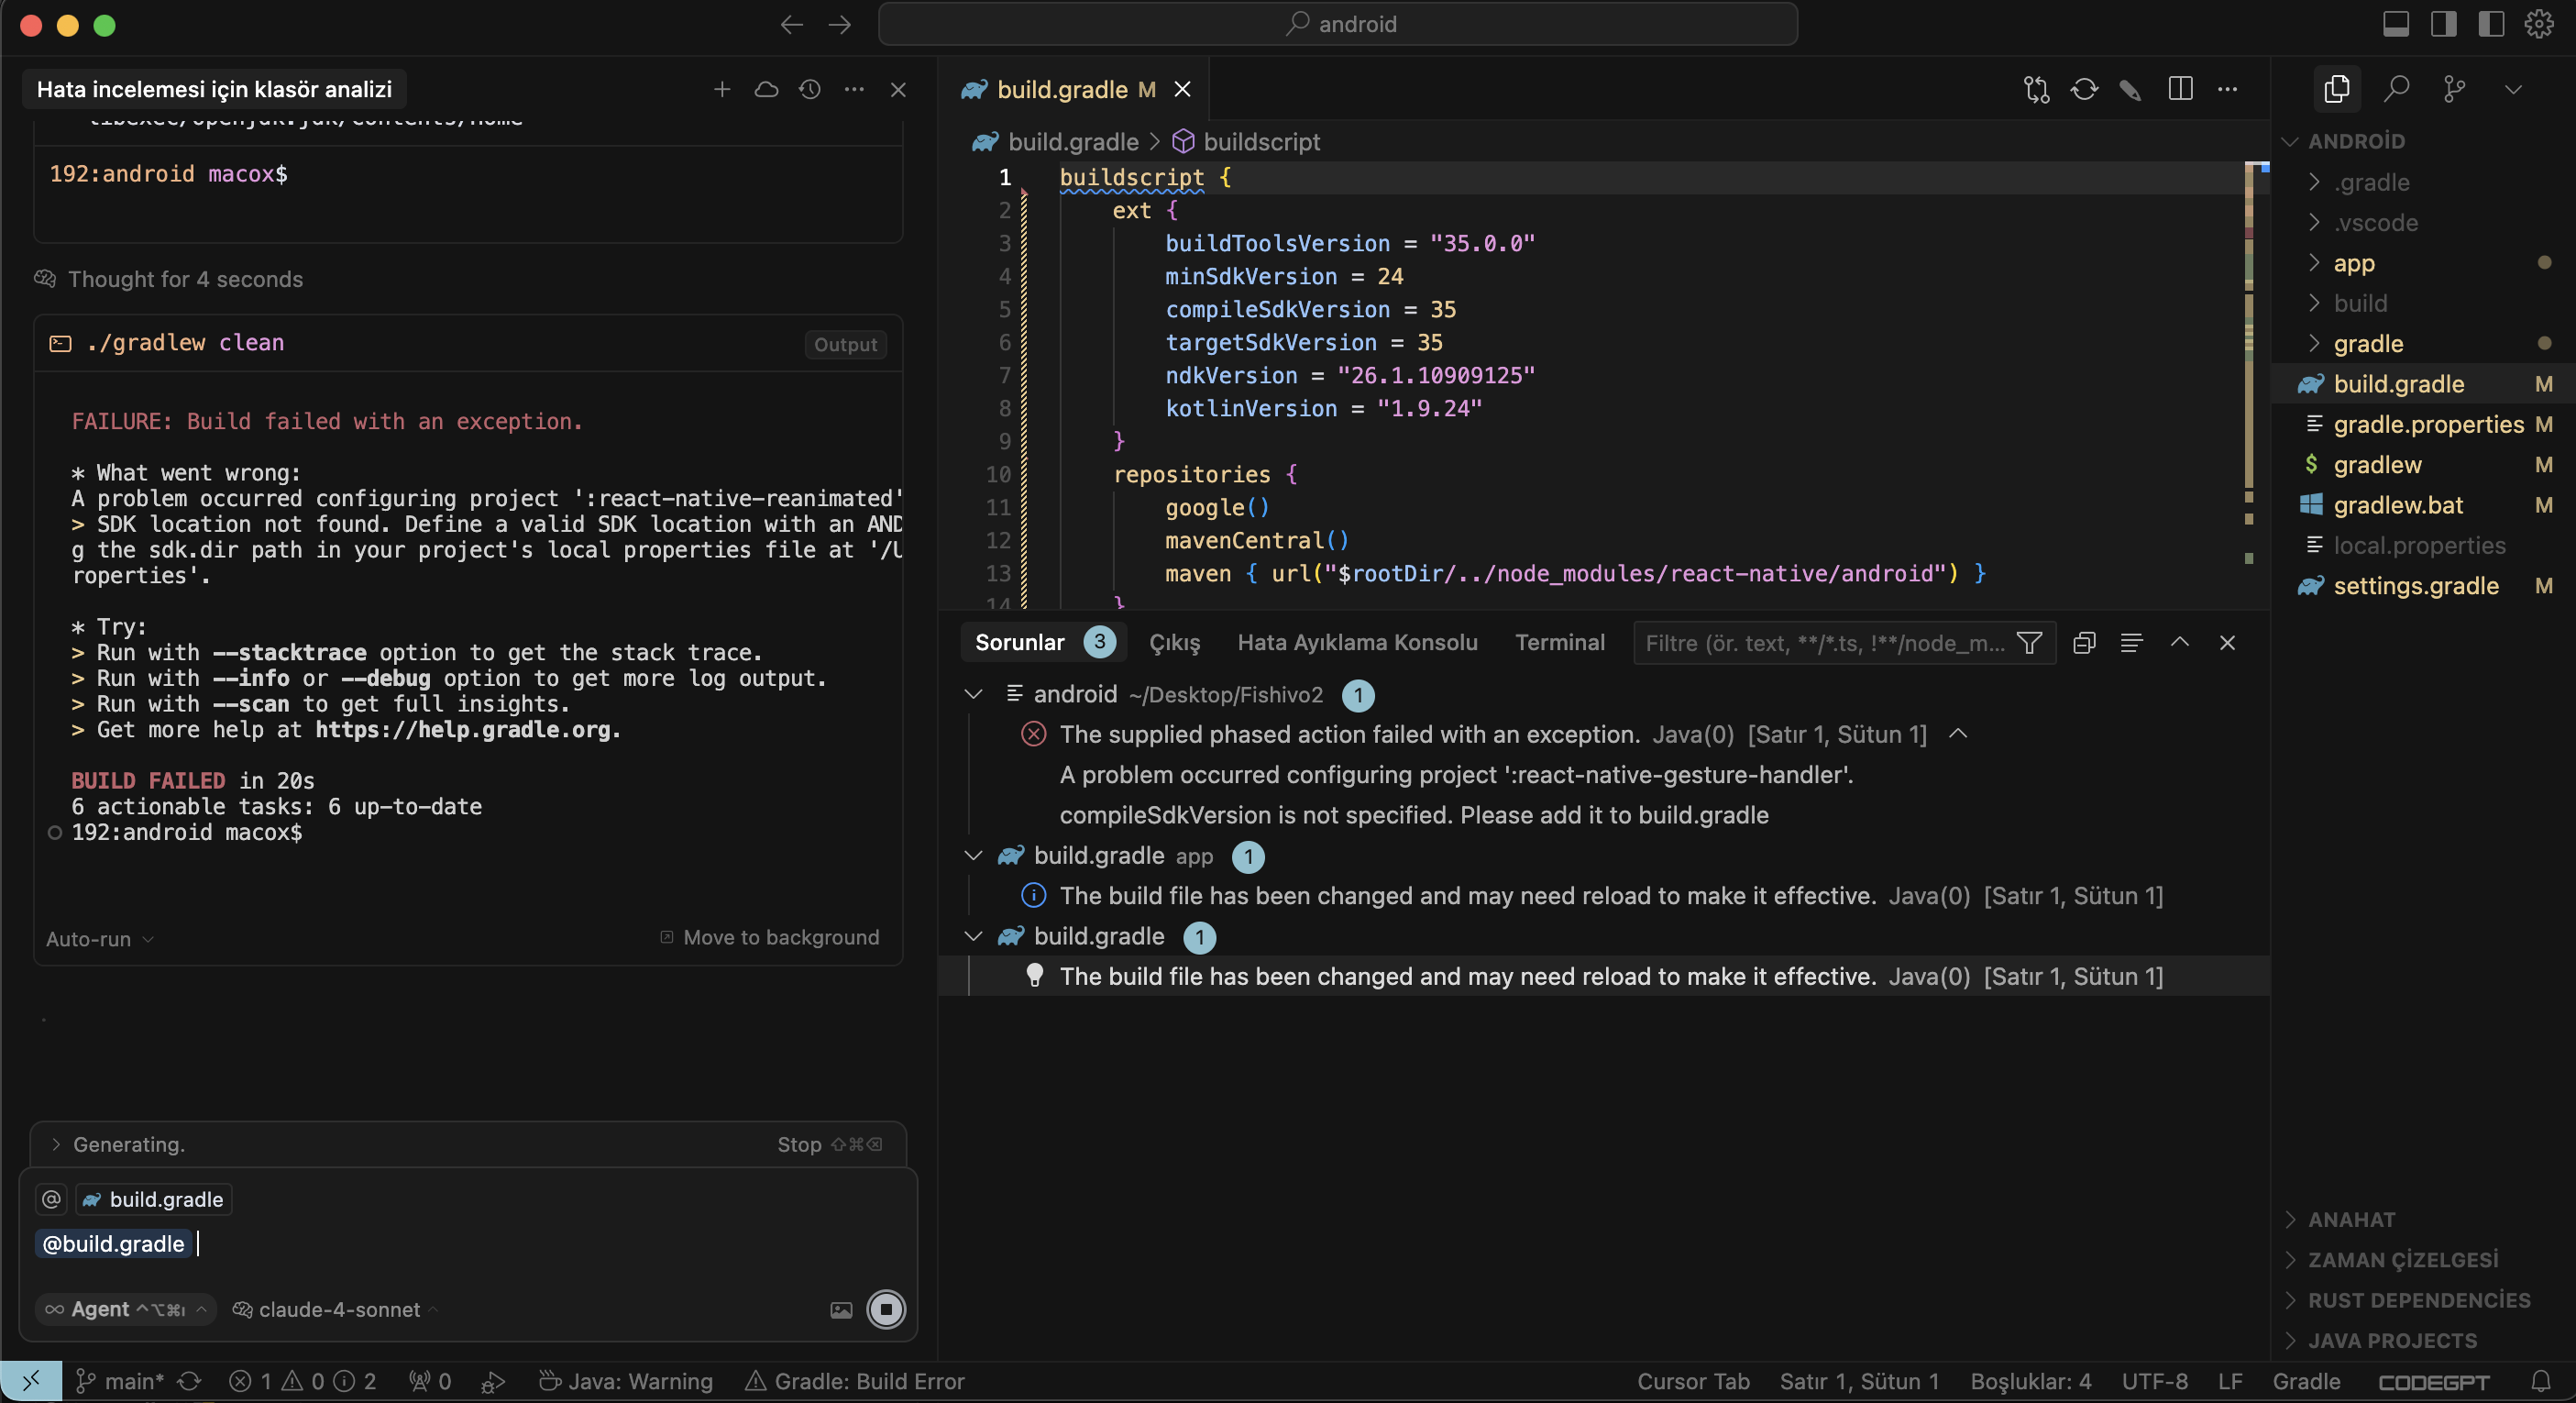 android
Hata incelemesi için klasör analizi
libexec/openjdk.jdk/Contents/Home
192:android macox$
Thought for 4 seconds
./gradlew clean
Output
FAILURE: Build failed with an exception.
* What went wrong:
A problem occurred configuring project ':react-native-reanimated'
> SDK location not found. Define a valid SDK location with an AND
g the sdk.dir path in your project's local properties file at '/U
roperties'.
* Try:
> Run with --stacktrace option to get the stack trace.
> Run with --info or --debug option to get more log output.
> Run with --scan to get full insights.
> Get more help at https://help.gradle.org.
BUILD FAILED in 20s
6 actionable tasks: 6 up-to-date
192:android macox$
Auto-run
Move to background
Generating.
Stop ⇧⌘⌫
@ build.gradle
@build.gradle
Agent
claude-4-sonnet
build.gradle M
build.gradle > buildscript
1 buildscript {
2 ext {
3 buildToolsVersion = "35.0.0"
4 minSdkVersion = 24
5 compileSdkVersion = 35
6 targetSdkVersion = 35
7 ndkVersion = "26.1.10909125"
8 kotlinVersion = "1.9.24"
9 }
10 repositories {
11 google()
12 mavenCentral()
13 maven { url("$rootDir/../node_modules/react-native/android") }
14 }
Sorunlar 3
Çıkış
Hata Ayıklama Konsolu
Terminal
Filtre (ör. text, **/*.ts, !**/node_m...
android ~/Desktop/Fishivo2 1
The supplied phased action failed with an exception. Java(0) [Satır 1, Sütun 1]
A problem occurred configuring project ':react-native-gesture-handler'.
compileSdkVersion is not specified. Please add it to build.gradle
build.gradle app 1
The build file has been changed and may need reload to make it effective. Java(0) [Satır 1, Sütun 1]
build.gradle 1
The build file has been changed and may need reload to make it effective. Java(0) [Satır 1, Sütun 1]
ANDROİD
.gradle
.vscode
app
build
gradle
build.gradle M
gradle.properties M
$ gradlew M
gradlew.bat M
local.properties
settings.gradle M
ANAHAT
ZAMAN ÇİZELGESİ
RUST DEPENDENCİES
JAVA PROJECTS
main* 1 0 2 0 Java: Warning Gradle: Build Error
Cursor Tab Satır 1, Sütun 1 Boşluklar: 4 UTF-8 LF Gradle CODEGPT